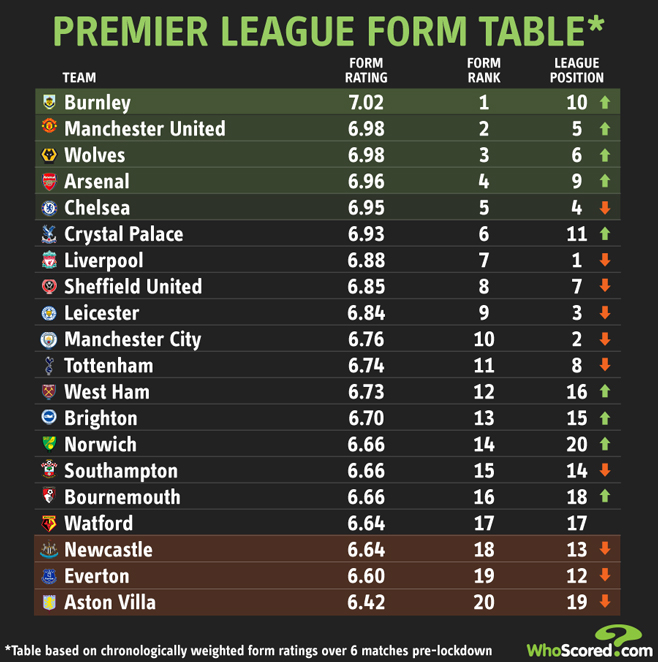 PREMIER LEAGUE FORM TABLE*
TEAM FORM RATING FORM RANK LEAGUE POSITION
Burnley 7.02 1 10
Manchester United 6.98 2 5
Wolves 6.98 3 6
Arsenal 6.96 4 9
Chelsea 6.95 5 4
Crystal Palace 6.93 6 11
Liverpool 6.88 7 1
Sheffield United 6.85 8 7
Leicester 6.84 9 3
Manchester City 6.76 10 2
Tottenham 6.74 11 8
West Ham 6.73 12 16
Brighton 6.70 13 15
Norwich 6.66 14 20
Southampton 6.66 15 14
Bournemouth 6.66 16 18
Watford 6.64 17 17
Newcastle 6.64 18 13
Everton 6.60 19 12
Aston Villa 6.42 20 19
*Table based on chronologically weighted form ratings over 6 matches pre-lockdown
WhoScored.com